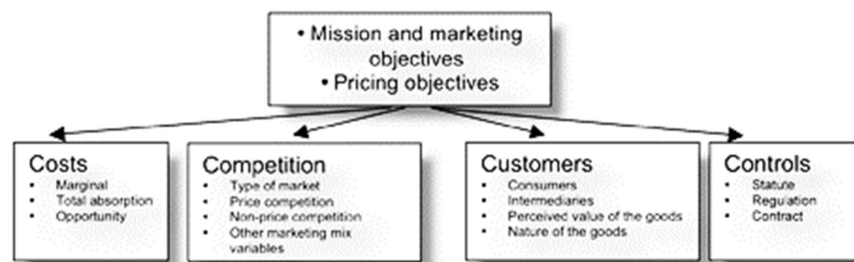 • Mission and marketing
objectives
• Pricing objectives
Costs
• Marginal
• Total absorption
• Opportunity
Competition
• Type of market
• Price competition
• Non-price competition
• Other marketing mix
variables
Customers
• Consumers
• Intermediaries
• Perceived value of the goods
• Nature of the goods
Controls
• Statute
• Regulation
• Contract